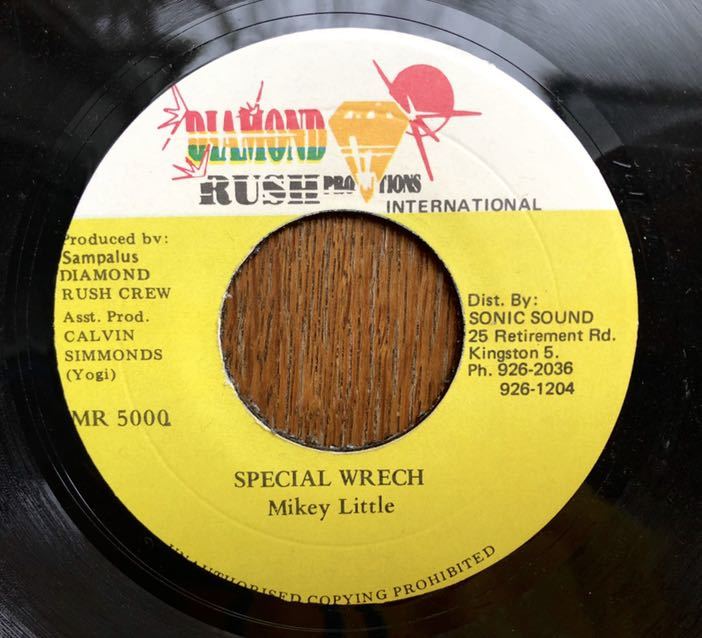 DIAMOND
RUSH PRO TIONS
INTERNATIONAL
Produced by:
Sampalus
DIAMOND
RUSH CREW
Asst. Prod.
CALVIN
SIMMONDS
(Yogi)
MR 5000
Dist. By:
SONIC SOUND
25 Retirement Rd.
Kingston 5.
Ph. 926-2036
926-1204
SPECIAL WRECH
Mikey Little
UNAUTHORISED COPYING PROHIBITED